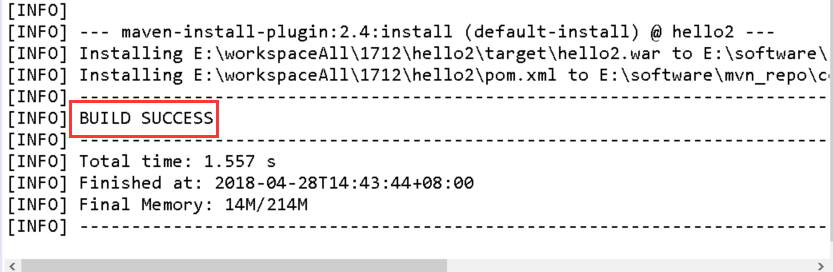 [INFO]
[INFO] --- maven-install-plugin:2.4:install (default-install) @ hello2 ---
[INFO] Installing E:\workspaceAll\1712\hello2\target\hello2.war to E:\software\
[INFO] Installing E:\workspaceAll\1712\hello2\pom.xml to E:\software\mvn_repo\c
[INFO] ------------------------------------------------------------------------
[INFO] BUILD SUCCESS
[INFO] ------------------------------------------------------------------------
[INFO] Total time: 1.557 s
[INFO] Finished at: 2018-04-28T14:43:44+08:00
[INFO] Final Memory: 14M/214M
[INFO] ------------------------------------------------------------------------